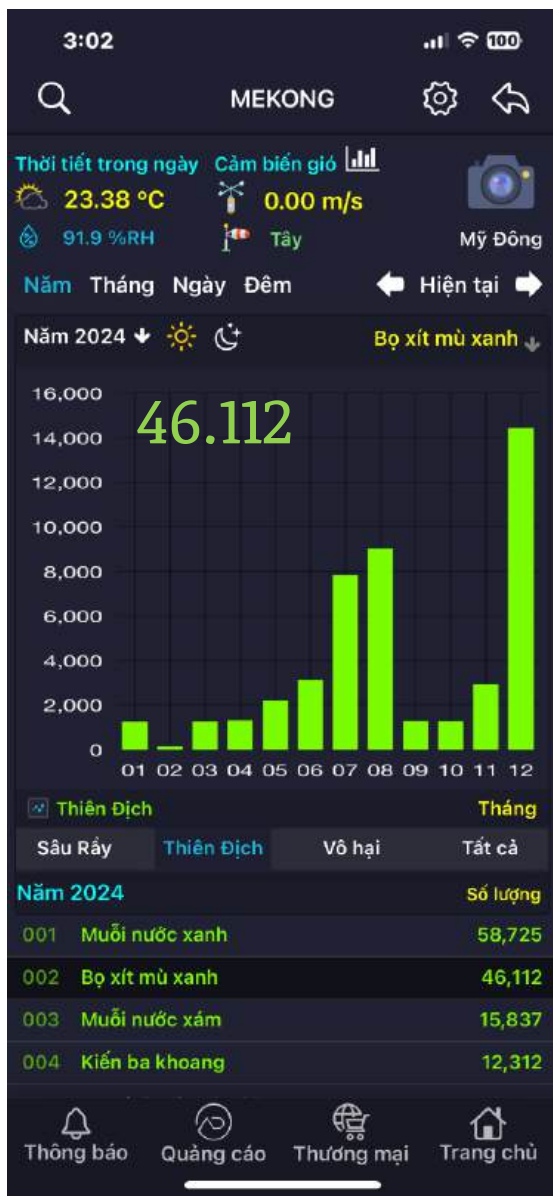 3:02
100
MEKONG
Thời tiết trong ngày Cảm biến gió
23.38 °C 0.00 m/s
91.9 %RH Tây Mỹ Đông
Năm Tháng Ngày Đêm Hiện tại
Năm 2024 Bọ xít mù xanh
46.112
16,000
14,000
12,000
10,000
8,000
6,000
4,000
2,000
0
01 02 03 04 05 06 07 08 09 10 11 12
Thiên Địch Tháng
Sâu Rầy Thiên Địch Vô hại Tất cả
Năm 2024 Số lượng
001 Muỗi nước xanh 58,725
002 Bọ xít mù xanh 46,112
003 Muỗi nước xám 15,837
004 Kiến ba khoang 12,312
Thông báo Quảng cáo Thương mại Trang chủ